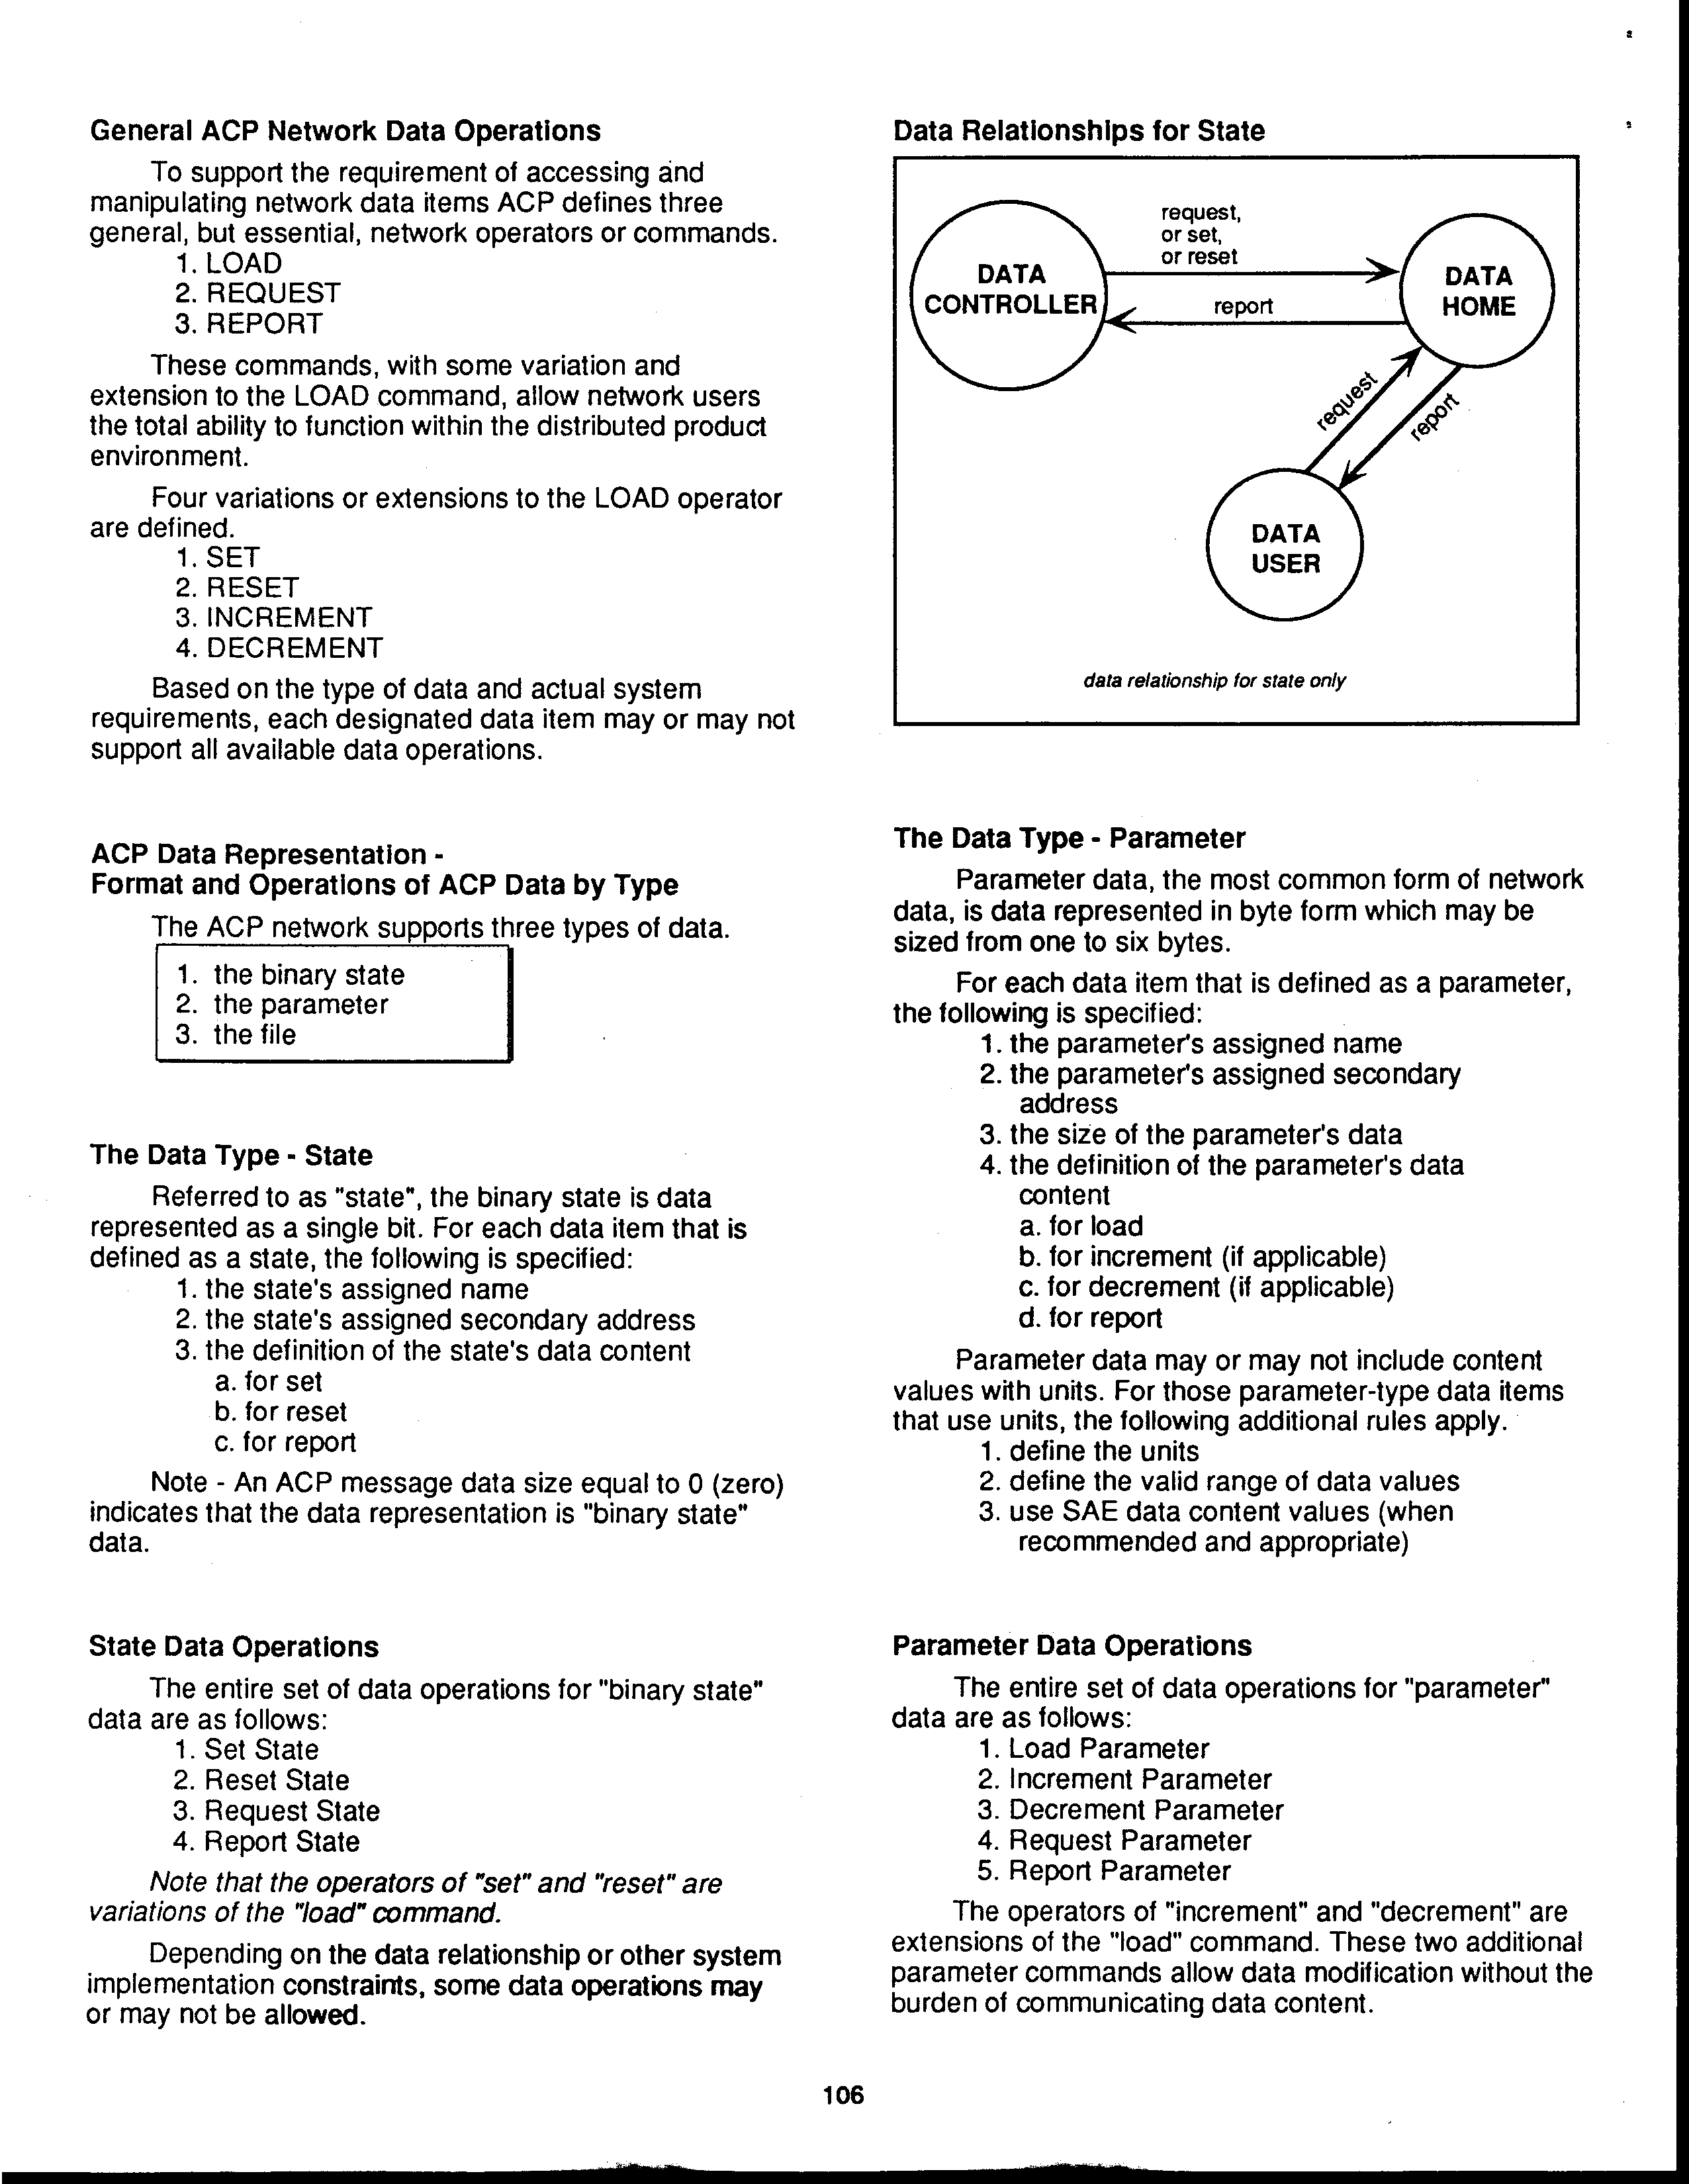 General ACP Network Data Operations
To support the requirement of accessing and
manipulating network data items ACP defines three
general, but essential, network operators or commands.
1. LOAD
2. REQUEST
3. REPORT
These commands, with some variation and
extension to the LOAD command, allow network users
the total ability to function within the distributed product
environment.
Four variations or extensions to the LOAD operator
are defined.
1. SET
2. RESET
3. INCREMENT
4. DECREMENT
Based on the type of data and actual system
requirements, each designated data item may or may not
support all available data operations.
ACP Data Representation -
Format and Operations of ACP Data by Type
The ACP network supports three types of data.
1. the binary state
2. the parameter
3. the file
The Data Type - State
Referred to as "state", the binary state is data
represented as a single bit. For each data item that is
defined as a state, the following is specified:
1. the state's assigned name
2. the state's assigned secondary address
3. the definition of the state's data content
a. for set
b. for reset
c. for report
Note - An ACP message data size equal to 0 (zero)
indicates that the data representation is "binary state"
data.
State Data Operations
The entire set of data operations for "binary state"
data are as follows:
1. Set State
2. Reset State
3. Request State
4. Report State
Note that the operators of "set" and "reset" are
variations of the "load" command.
Depending on the data relationship or other system
implementation constraints, some data operations may
or may not be allowed.
Data Relationships for State
request,
or set,
or reset
DATA
CONTROLLER
DATA
HOME
report
request
report
DATA
USER
data relationship for state only
The Data Type - Parameter
Parameter data, the most common form of network
data, is data represented in byte form which may be
sized from one to six bytes.
For each data item that is defined as a parameter,
the following is specified:
1. the parameter's assigned name
2. the parameter's assigned secondary
address
3. the size of the parameter's data
4. the definition of the parameter's data
content
a. for load
b. for increment (if applicable)
c. for decrement (if applicable)
d. for report
Parameter data may or may not include content
values with units. For those parameter-type data items
that use units, the following additional rules apply.
1. define the units
2. define the valid range of data values
3. use SAE data content values (when
recommended and appropriate)
Parameter Data Operations
The entire set of data operations for "parameter"
data are as follows:
1. Load Parameter
2. Increment Parameter
3. Decrement Parameter
4. Request Parameter
5. Report Parameter
The operators of "increment" and "decrement" are
extensions of the "load" command. These two additional
parameter commands allow data modification without the
burden of communicating data content.
106